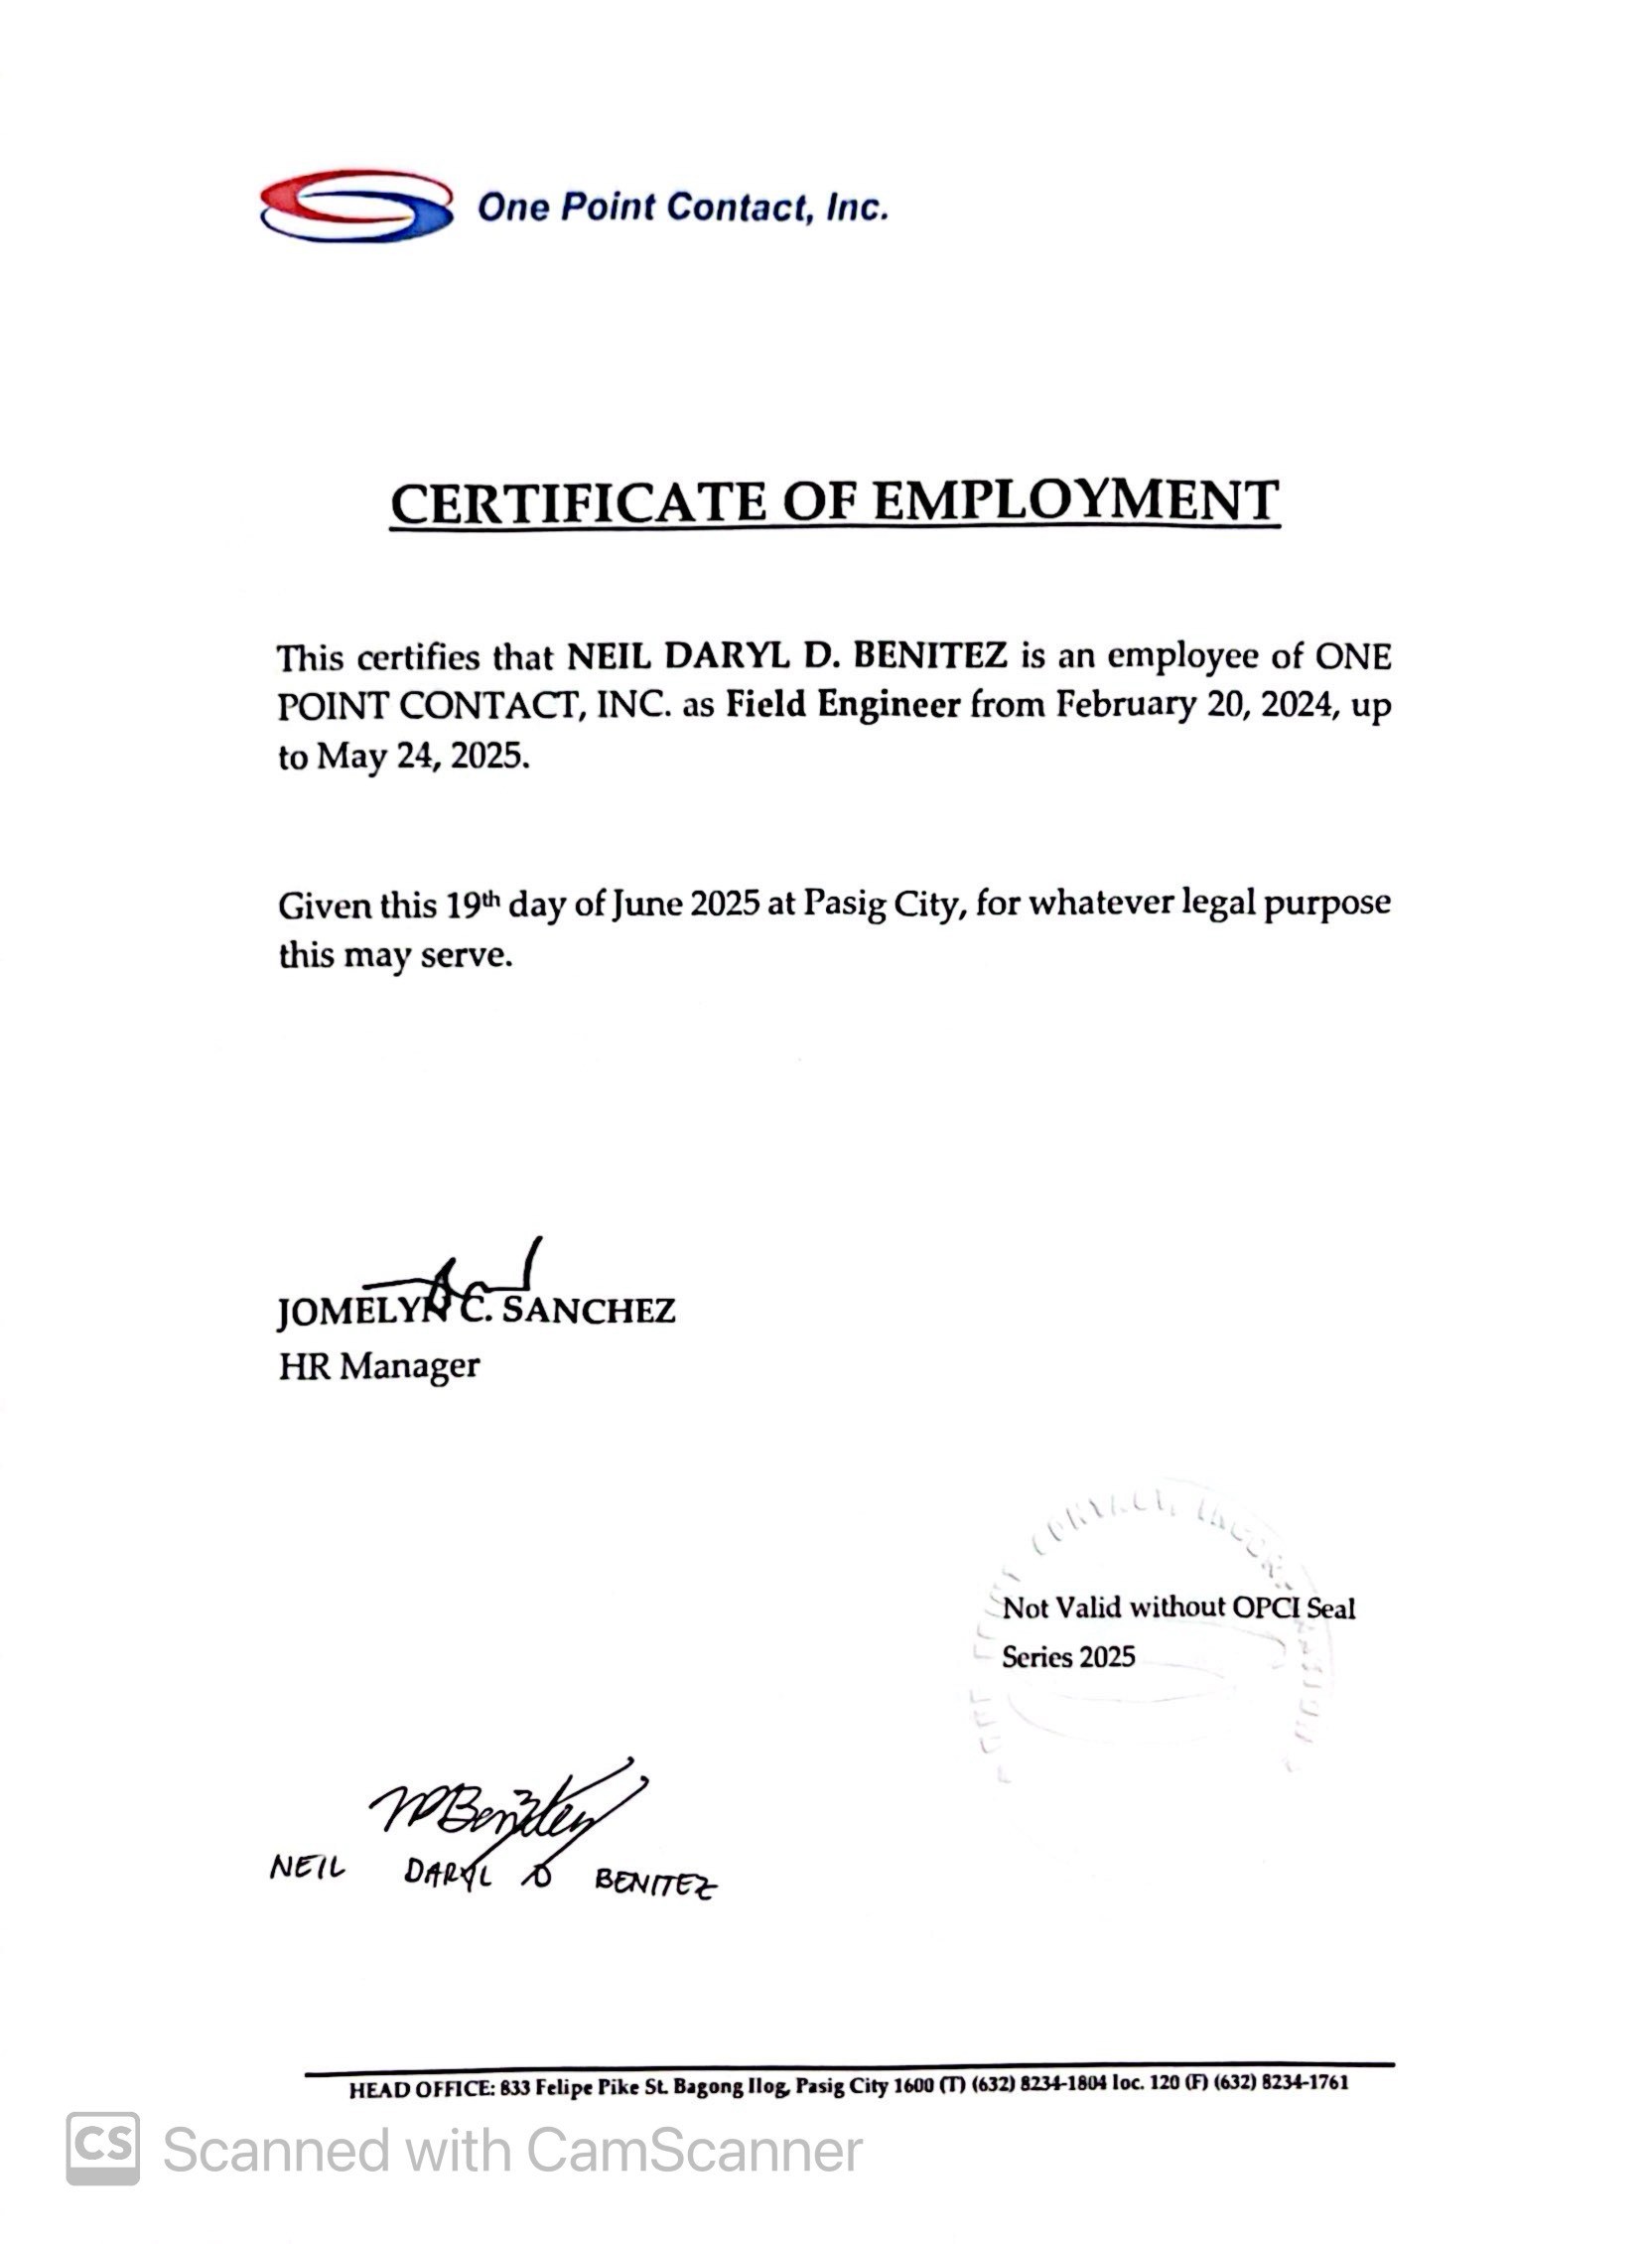 One Point Contact, Inc.
CERTIFICATE OF EMPLOYMENT
This certifies that NEIL DARYL D. BENITEZ is an employee of ONE
POINT CONTACT, INC. as Field Engineer from February 20, 2024, up
to May 24, 2025.
Given this 19th day of June 2025 at Pasig City, for whatever legal purpose
this may serve.
JOMELYN C. SANCHEZ
HR Manager
Not Valid without OPCI Seal
Series 2025
NDBenitez
NEIL DARYL D BENITEZ
HEAD OFFICE: 833 Felipe Pike St. Bagong Ilog, Pasig City 1600 (T) (632) 8234-1804 loc. 120 (F) (632) 8234-1761
CS Scanned with CamScanner